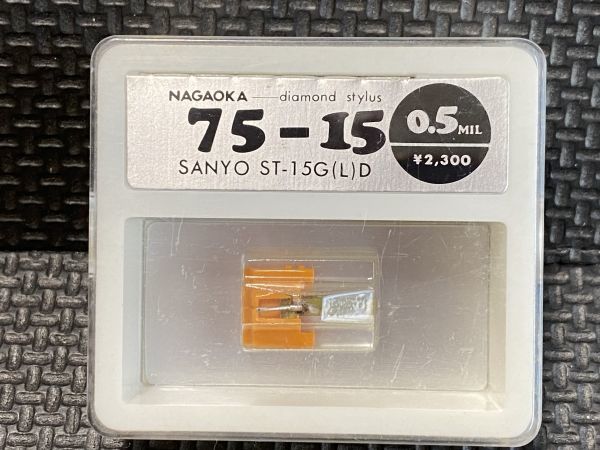 NAGAOKA — diamond stylus
75-15
0.5 MIL
SANYO ST-15G(L)D
¥2,300